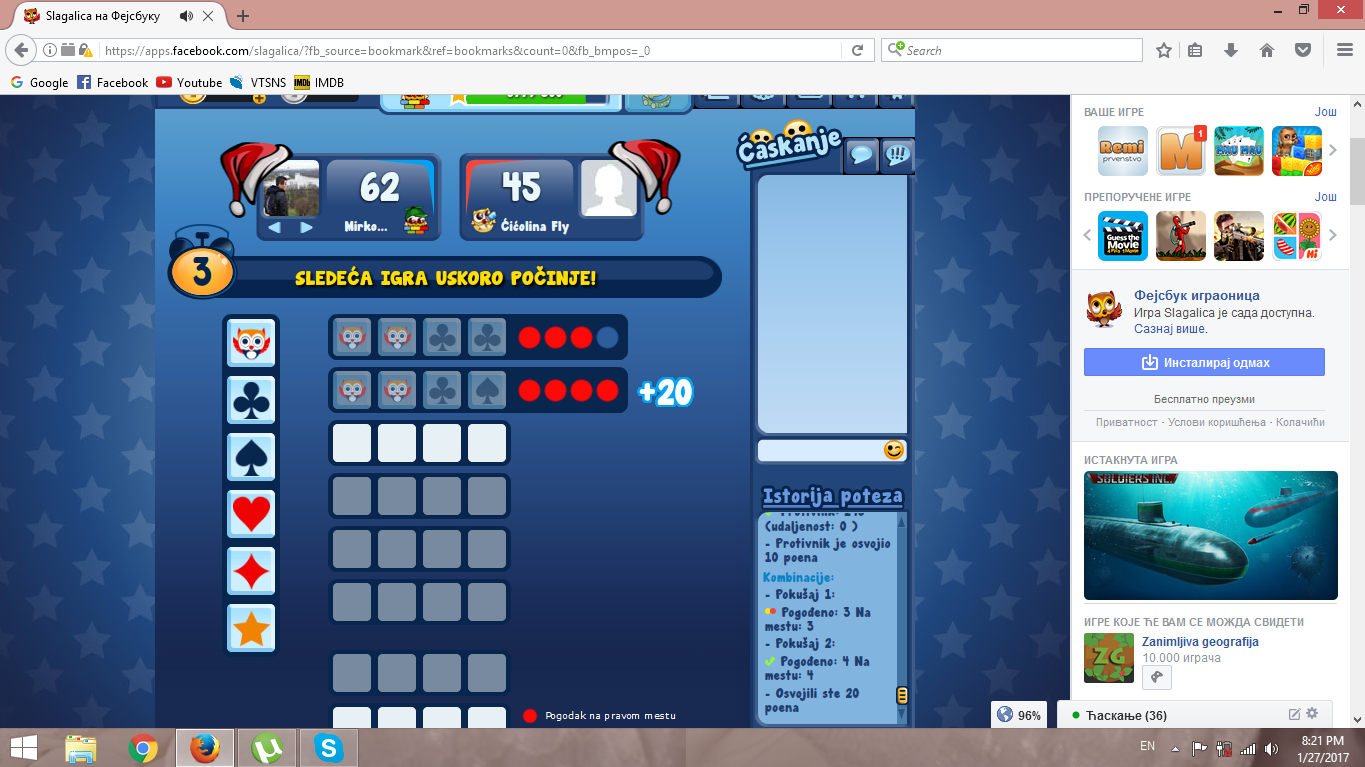 Slagalica на Фејсбуку
https://apps.facebook.com/slagalica/?fb_source=bookmark&ref=bookmarks&count=0&fb_bmpos=_0
Search
Google
Facebook
Youtube
VTSNS
IMDb
IMDB
62
Mirko...
45
Ćićolina Fly
Ćaskanje
3
SLEDEĆA IGRA USKORO POČINJE!
+20
Pogodak na pravom mestu
Istorija poteza
(udaljenost: 0 )
- Protivnik je osvojio
10 poena
Kombinacije:
- Pokušaj 1:
Pogođeno: 3 Na
mestu: 3
- Pokušaj 2:
Pogođeno: 4 Na
mestu: 4
- Osvojili ste 20
poena
ВАШЕ ИГРЕ
Још
Remi
prvenstvo
M
1
MAU MAU
ПРЕПОРУЧЕНЕ ИГРЕ
Још
Guess the
Movie
Hi
Фејсбук играоница
Игра Slagalica је сада доступна.
Сазнај више.
Инсталирај одмах
Бесплатно преузми
Приватност · Услови коришћења · Колачићи
ИСТАКНУТА ИГРА
SOLDIERS INC.
ИГРЕ КОЈЕ ЋЕ ВАМ СЕ МОЖДА СВИДЕТИ
ZG
Zanimljiva geografija
10.000 играча
96%
Ћаскање (36)
EN
8:21 PM
1/27/2017